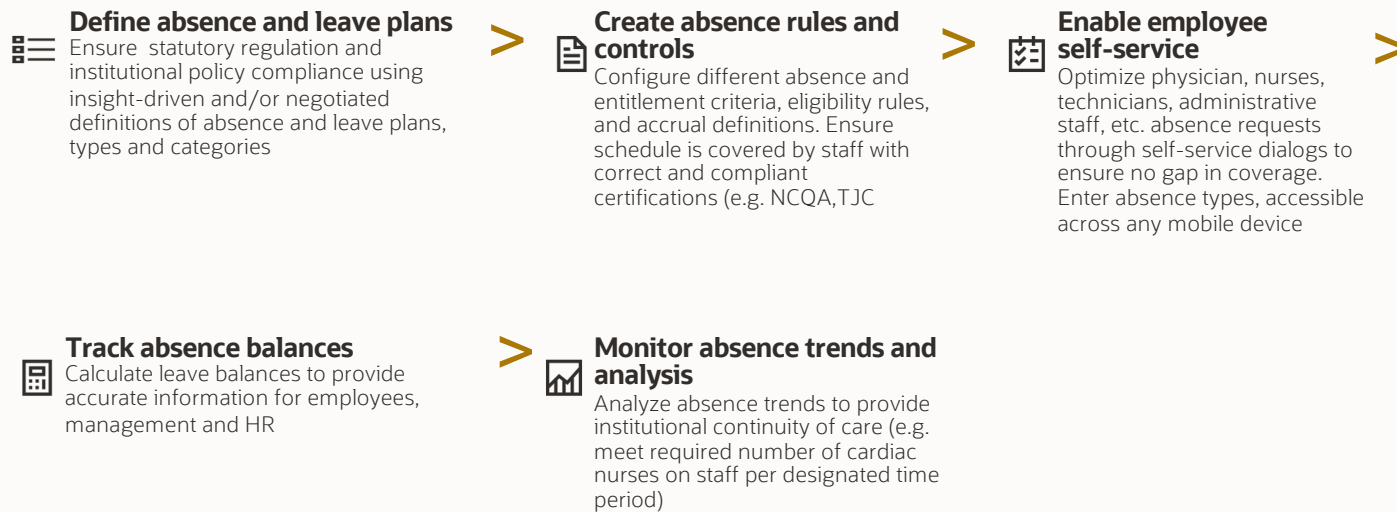 Define absence and leave plans
Ensure  statutory regulation and
institutional policy compliance using
insight-driven and/or negotiated
definitions of absence and leave plans,
types and categories
>
Create absence rules and
controls
Configure different absence and
entitlement criteria, eligibility rules,
and accrual definitions. Ensure
schedule is covered by staff with
correct and compliant
certifications (e.g. NCQA,TJC
>
Enable employee
self-service
Optimize physician, nurses,
technicians, administrative
staff, etc. absence requests
through self-service dialogs to
ensure no gap in coverage.
Enter absence types, accessible
across any mobile device
>
Track absence balances
Calculate leave balances to provide
accurate information for employees,
management and HR
>
Monitor absence trends and
analysis
Analyze absence trends to provide
institutional continuity of care (e.g.
meet required number of cardiac
nurses on staff per designated time
period)